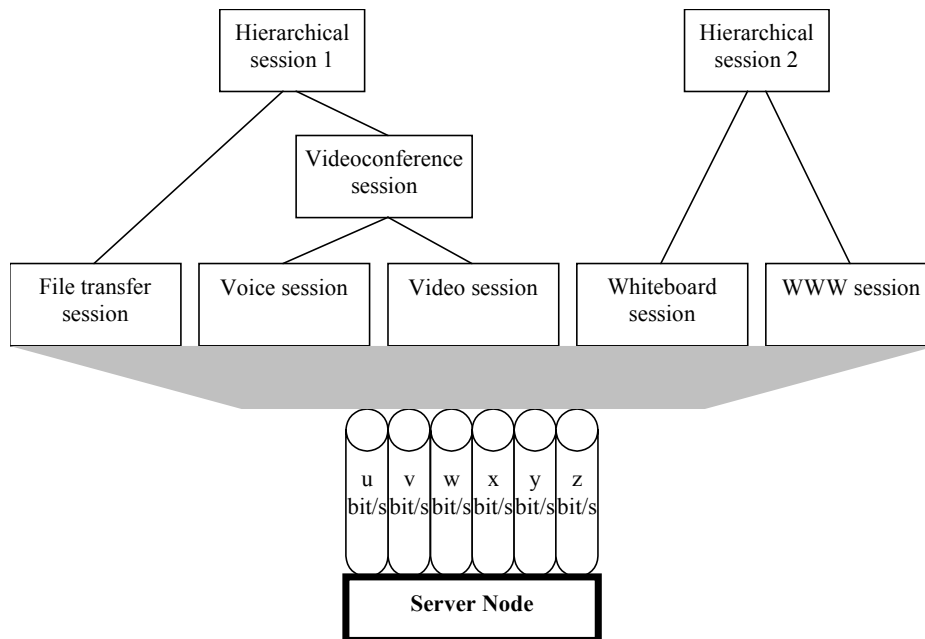 Hierarchical
session 1
Hierarchical
session 2
Videoconference
session
File transfer
session
Voice session
Video session
Whiteboard
session
WWW session
u
bit/s
v
bit/s
w
bit/s
x
bit/s
y
bit/s
z
bit/s
Server Node